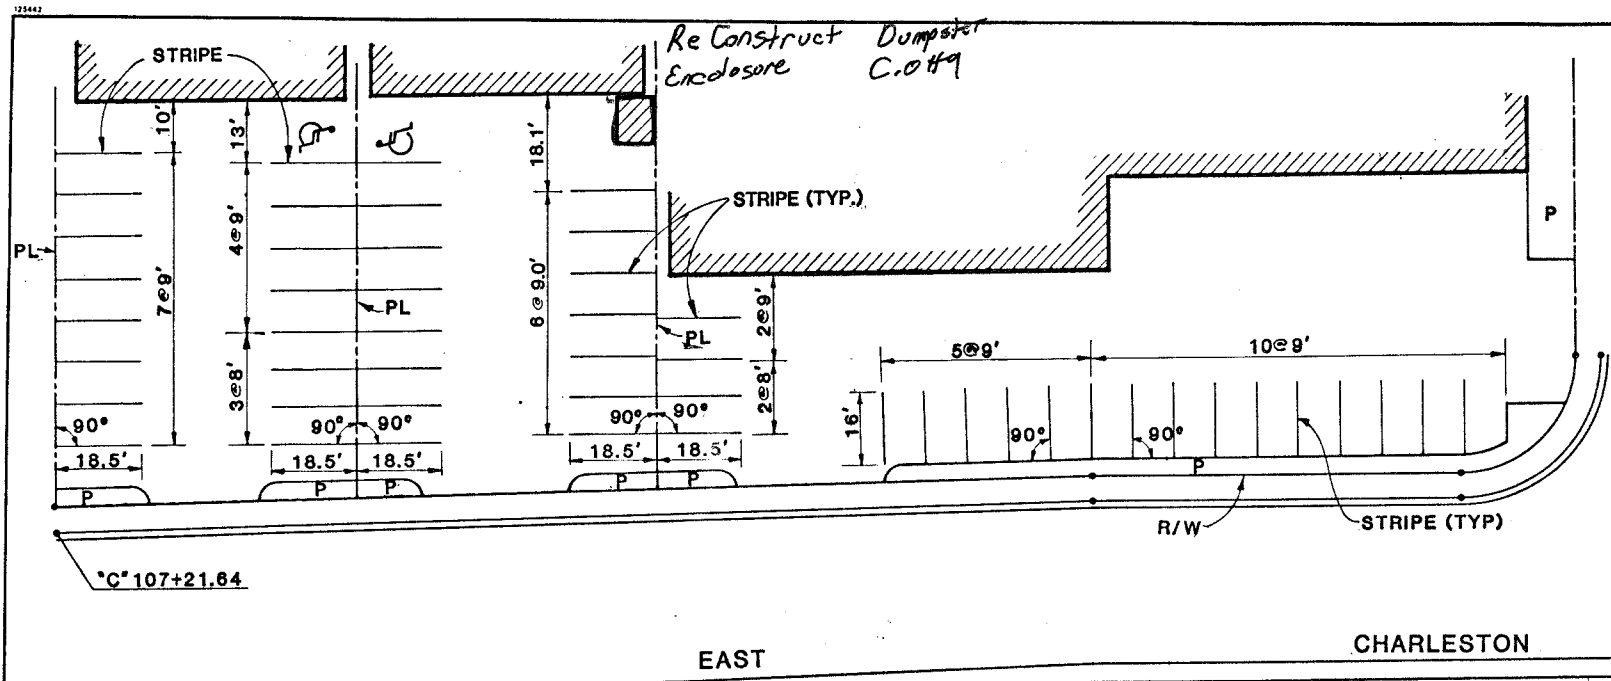 125442
Re Construct Dumpster
Enclosure C.O #9
STRIPE
10'
13'
18.1'
STRIPE (TYP.)
P
PL
7@9'
4@9'
PL
6@9.0'
PL
2@9'
5@9'
10@9'
3@8'
2@8'
16'
90°
90° 90°
90° 90°
90° 90°
18.5'
18.5' 18.5'
18.5' 18.5'
P
P P
P P
P
R/W
STRIPE (TYP)
"C" 107+21.64
EAST
CHARLESTON